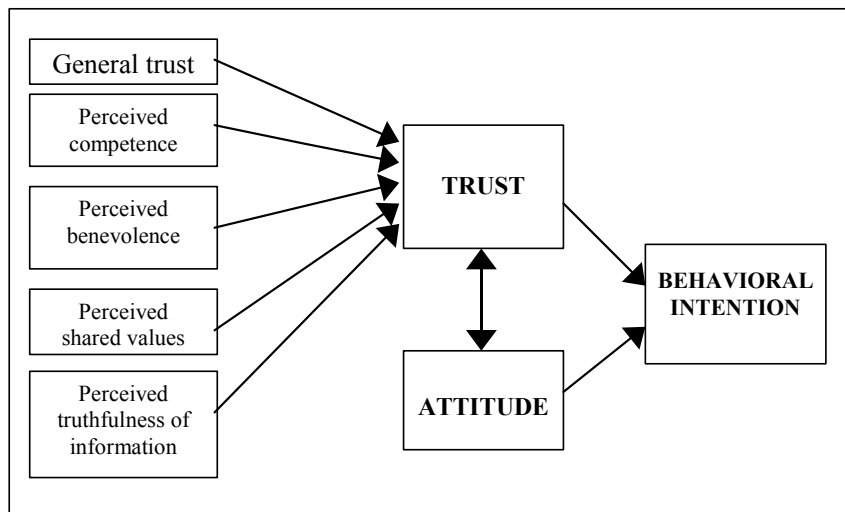 General trust
Perceived
competence
Perceived
benevolence
Perceived
shared values
Perceived
truthfulness of
information
TRUST
ATTITUDE
BEHAVIORAL
INTENTION